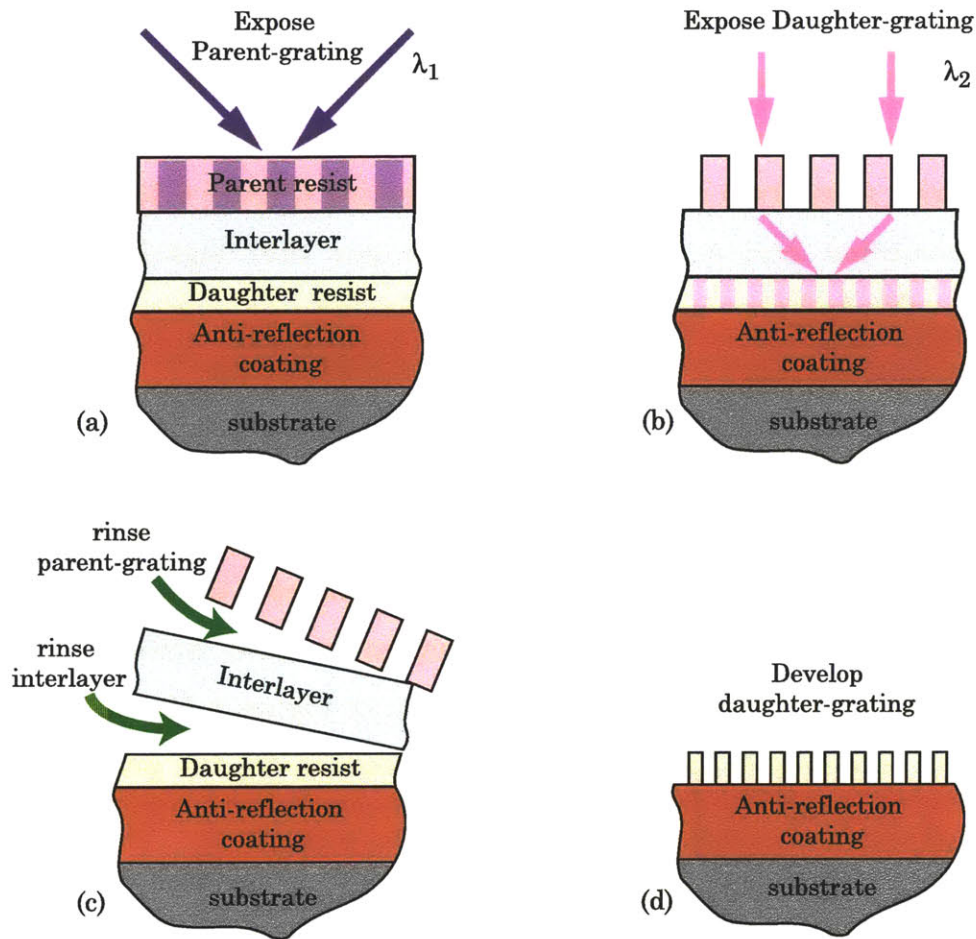 Expose
Parent-grating
λ1
Parent resist
Interlayer
Daughter resist
Anti-reflection
coating
substrate
(a)
Expose Daughter-grating
λ2
Anti-reflection
coating
substrate
(b)
rinse
parent-grating
rinse
interlayer
Interlayer
Daughter resist
Anti-reflection
coating
substrate
(c)
Develop
daughter-grating
Anti-reflection
coating
substrate
(d)